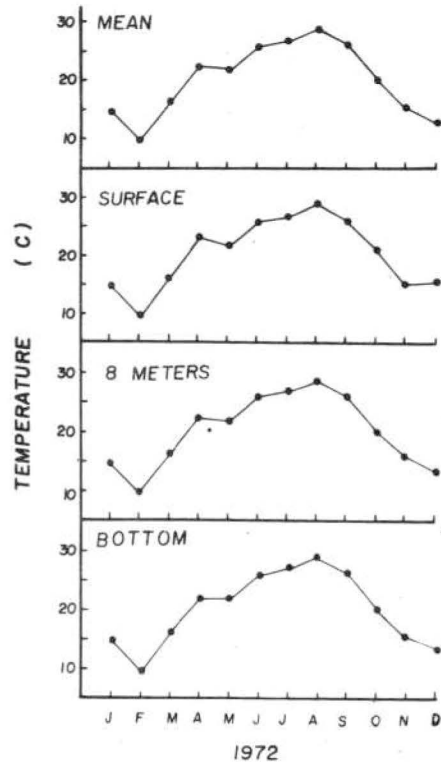 TEMPERATURE (C)
MEAN
30
20
10
SURFACE
30
20
10
8 METERS
30
20
10
BOTTOM
30
20
10
J F M A M J J A S O N D
1972